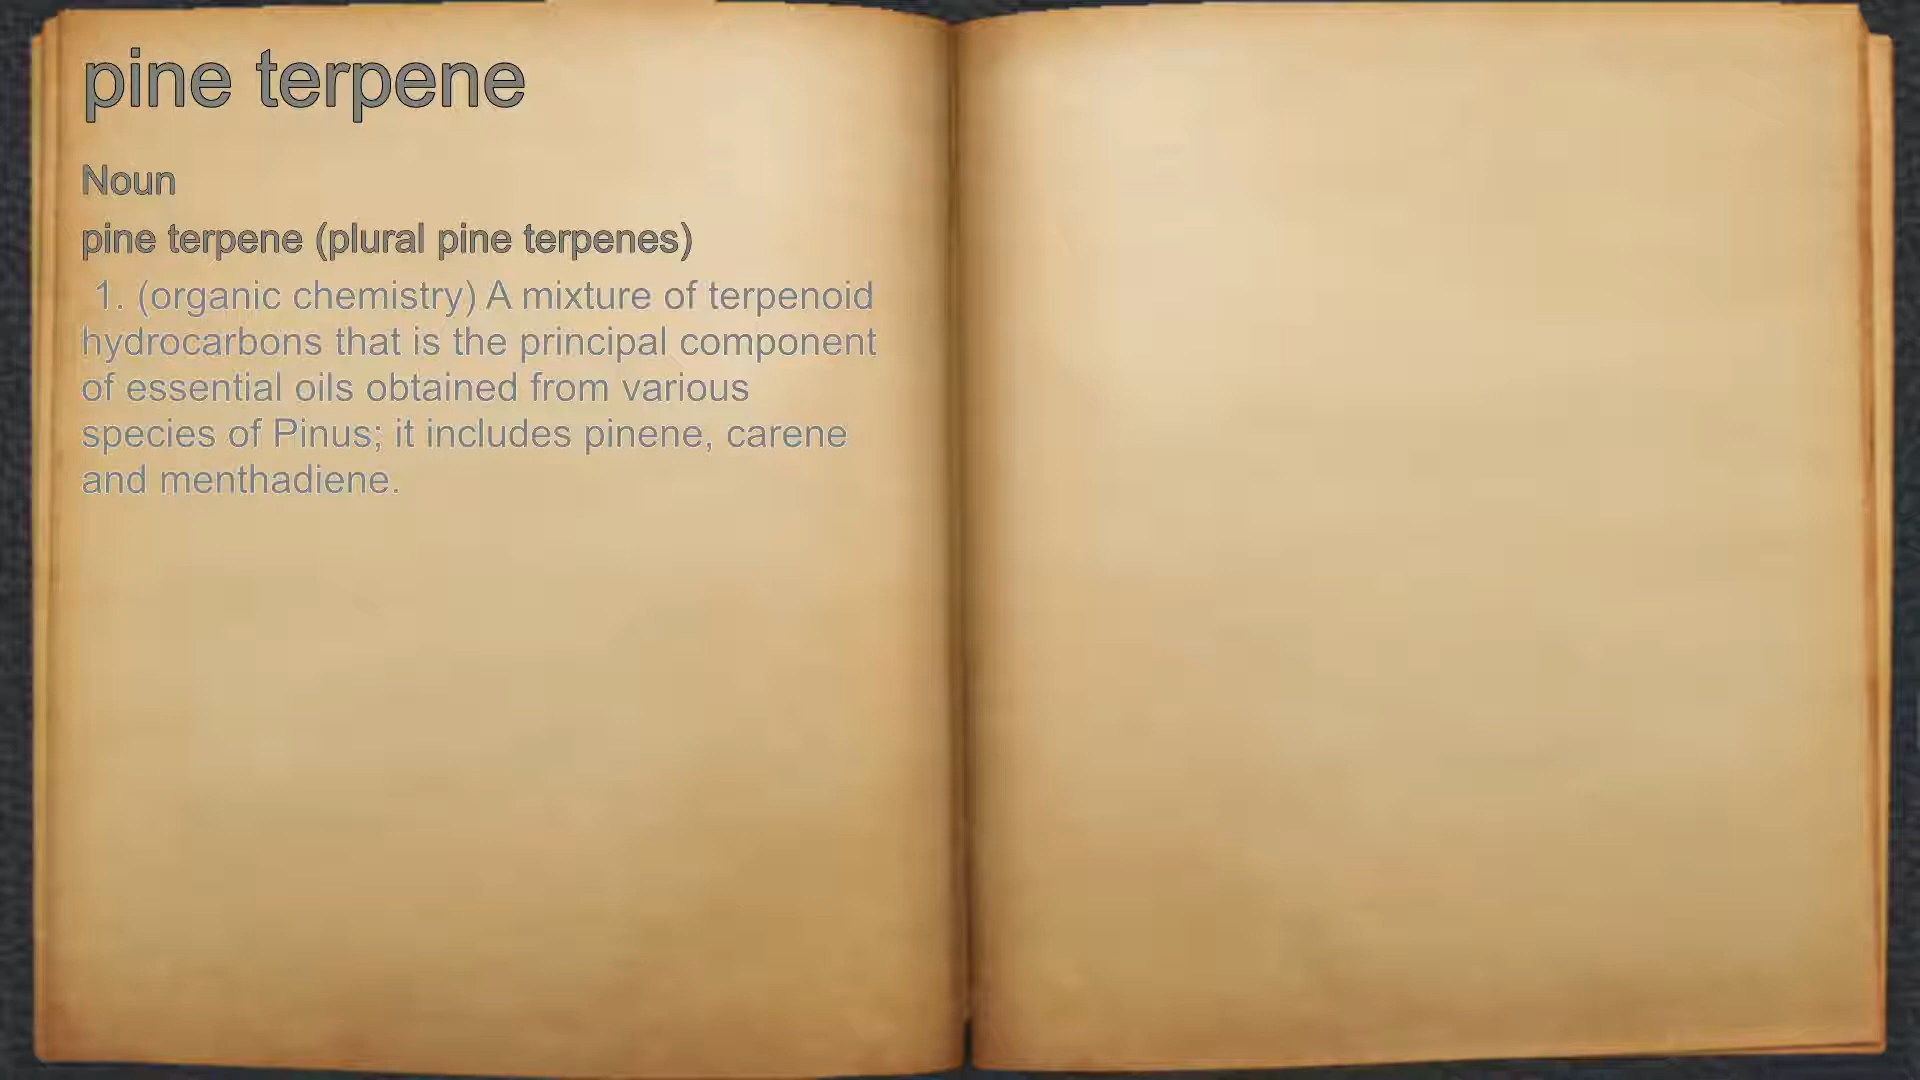 pine terpene
Noun
pine terpene (plural pine terpenes)
1. (organic chemistry) A mixture of terpenoid
hydrocarbons that is the principal component
of essential oils obtained from various
species of Pinus; it includes pinene, carene
and menthadiene.